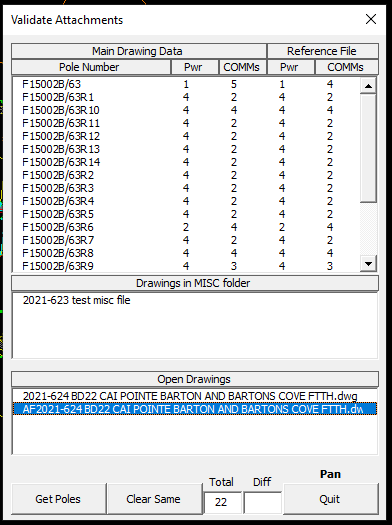 Validate Attachments
Main Drawing Data Reference File
Pole Number Pwr COMMs Pwr COMMs
F15002B/63 1 5 1 4
F15002B/63R1 4 2 4 2
F15002B/63R10 4 4 4 4
F15002B/63R11 4 2 4 2
F15002B/63R12 4 2 4 2
F15002B/63R13 4 2 4 2
F15002B/63R14 4 2 4 2
F15002B/63R2 4 2 4 2
F15002B/63R3 4 2 4 2
F15002B/63R4 4 2 4 2
F15002B/63R5 4 2 4 2
F15002B/63R6 2 4 2 4
F15002B/63R7 4 2 4 2
F15002B/63R8 4 4 4 4
F15002B/63R9 4 3 4 3
Drawings in MISC folder
2021-623 test misc file
Open Drawings
2021-624 BD22 CAI POINTE BARTON AND BARTONS COVE FTTH.dwg
AF2021-624 BD22 CAI POINTE BARTON AND BARTONS COVE FTTH.dw
Pan
Total Diff
Get Poles Clear Same 22 Quit